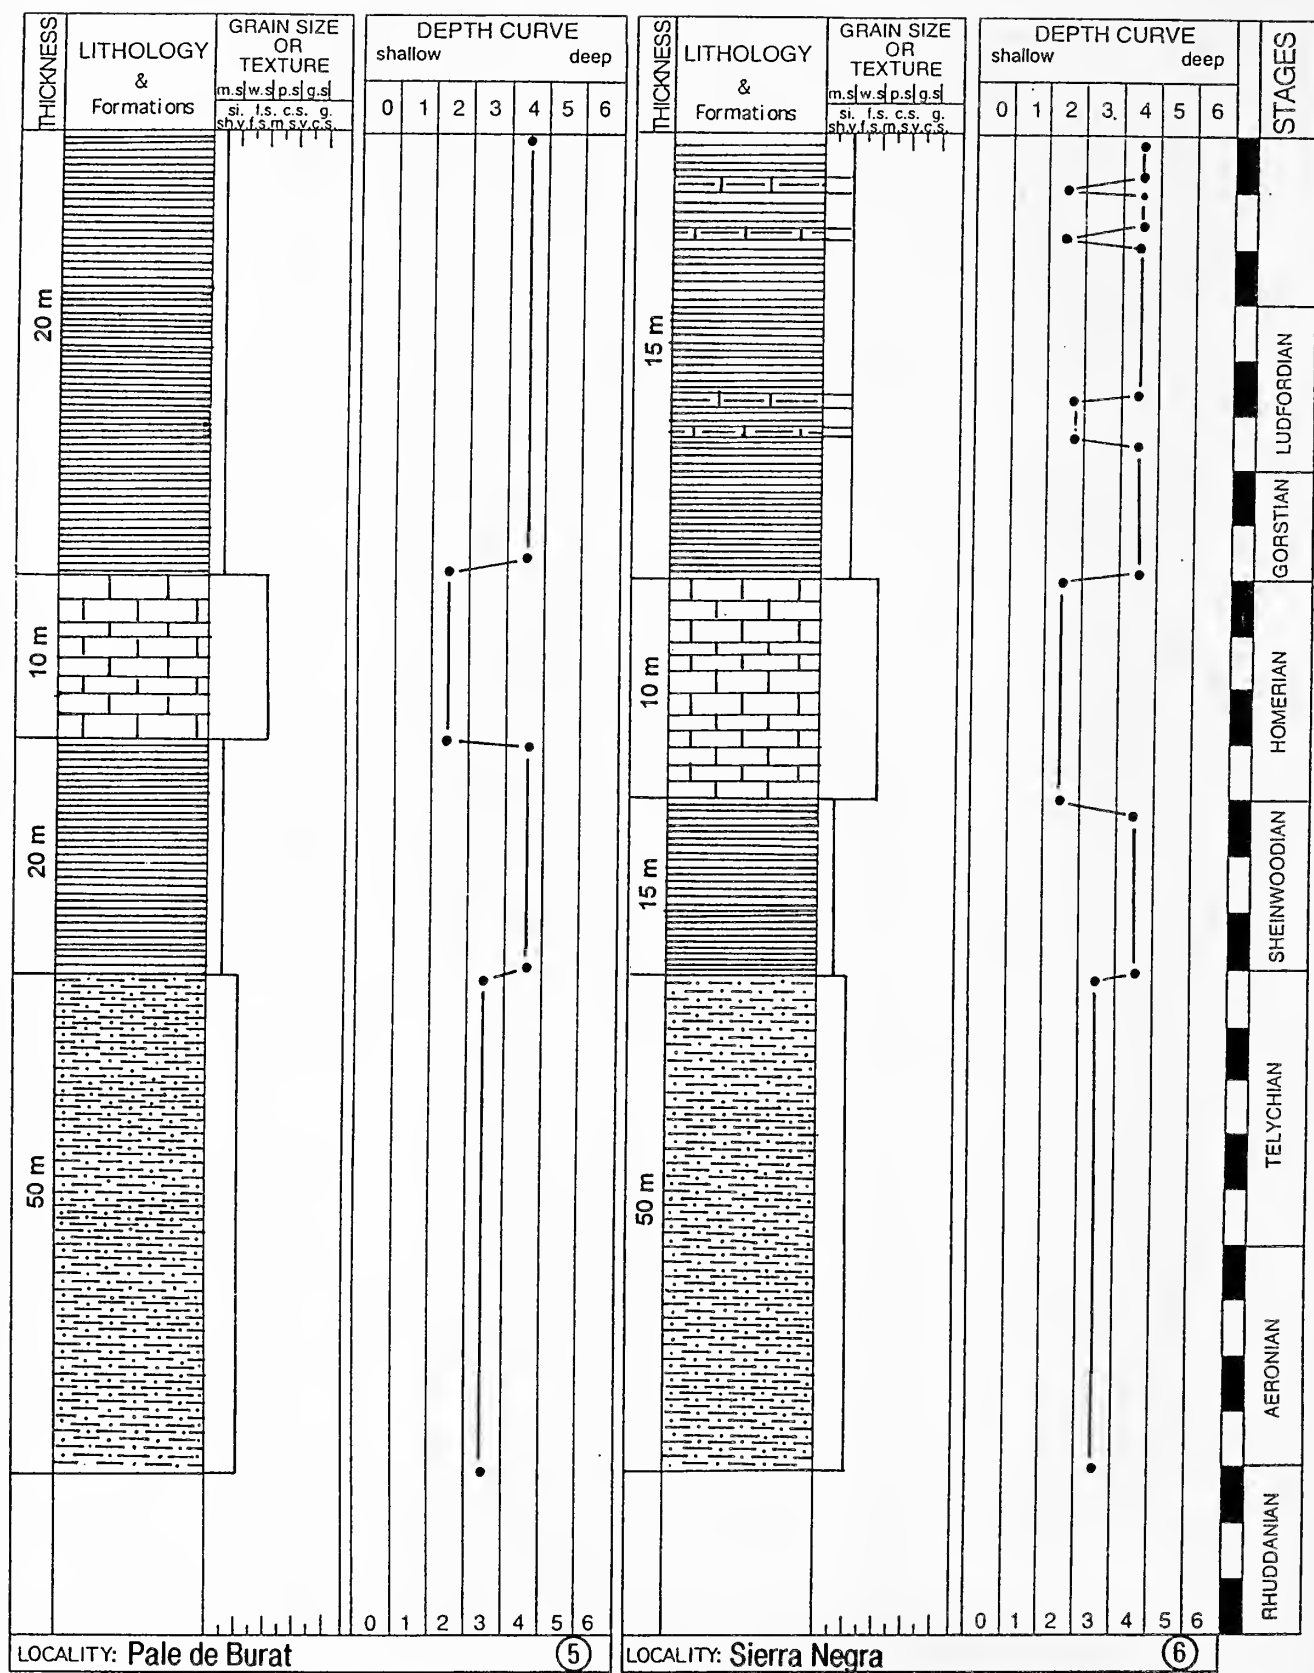 THICKNESS
LITHOLOGY
&
Formations
GRAIN SIZE
OR
TEXTURE
m.s w.s p.s g.s
si. f.s. c.s. g.
sh.v.f.s.m.s.v.c.s.
DEPTH CURVE
shallow deep
0 1 2 3 4 5 6
20 m
10 m
20 m
50 m
0 1 2 3 4 5 6
LOCALITY: Pale de Burat 5
THICKNESS
LITHOLOGY
&
Formations
GRAIN SIZE
OR
TEXTURE
m.s w.s p.s g.s
si. f.s. c.s. g.
sh.v.f.s.m.s.v.c.s.
DEPTH CURVE
shallow deep
0 1 2 3 4 5 6
15 m
10 m
15 m
50 m
0 1 2 3 4 5 6
LOCALITY: Sierra Negra 6
STAGES
LUDFORDIAN
GORSTIAN
HOMERIAN
SHEINWOODIAN
TELYCHIAN
AERONIAN
RHUDDANIAN